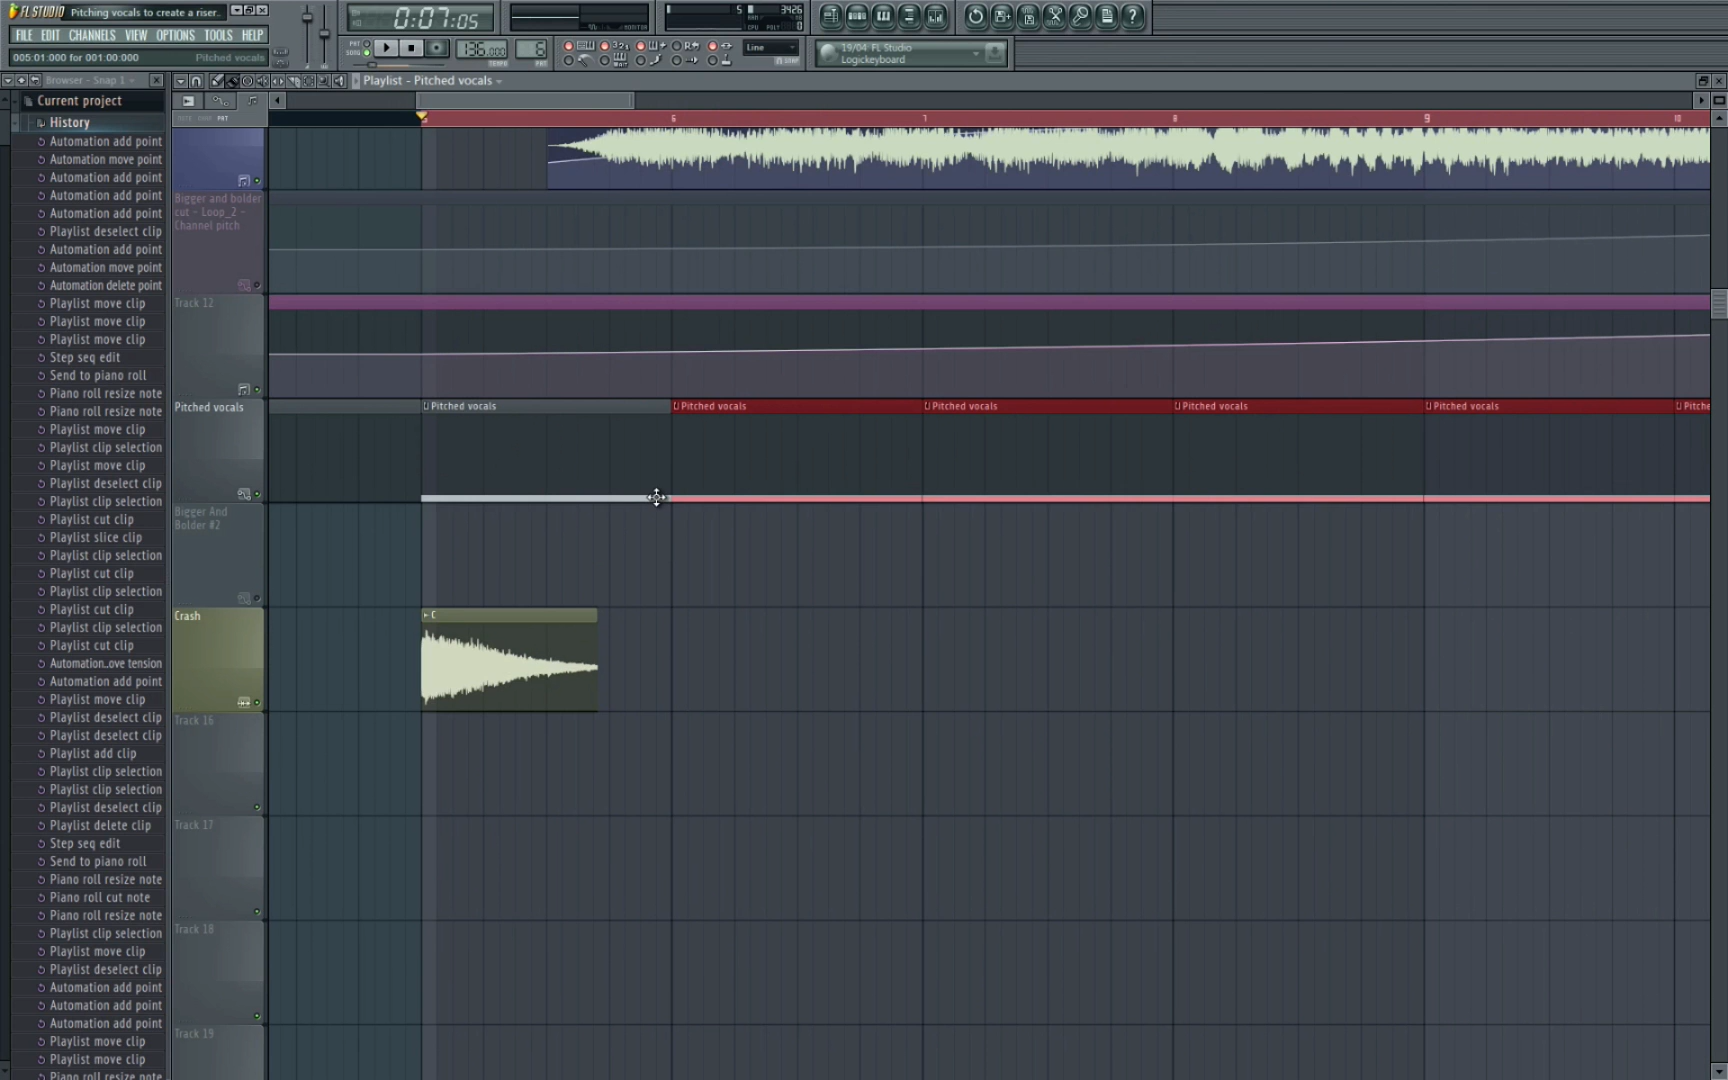 FL STUDIO Pitching vocals to create a riser..
0:07:05
5 3426
FILE EDIT CHANNELS VIEW OPTIONS TOOLS HELP
136.000
Line
19/04 FL Studio
Logickeyboard
005:01:000 for 001:00:000 Pitched vocals
Browser - Snap 1
Playlist - Pitched vocals
Current project
History
6 7 8 9 10
Automation add point
Automation move point
Automation add point
Automation add point
Automation add point
Playlist deselect clip
Automation add point
Automation move point
Automation delete point
Playlist move clip
Playlist move clip
Playlist move clip
Step seq edit
Send to piano roll
Piano roll resize note
Piano roll resize note
Playlist move clip
Playlist clip selection
Playlist move clip
Playlist deselect clip
Playlist clip selection
Playlist cut clip
Playlist slice clip
Playlist clip selection
Playlist cut clip
Playlist clip selection
Playlist cut clip
Playlist clip selection
Playlist cut clip
Automation..ove tension
Automation add point
Playlist move clip
Playlist deselect clip
Playlist deselect clip
Playlist add clip
Playlist clip selection
Playlist clip selection
Playlist deselect clip
Playlist delete clip
Step seq edit
Send to piano roll
Piano roll resize note
Piano roll cut note
Piano roll resize note
Playlist clip selection
Playlist move clip
Playlist deselect clip
Automation add point
Automation add point
Automation add point
Playlist move clip
Playlist move clip
Piano roll resize note
Bigger and bolder
cut - Loop_2 -
Channel pitch
Track 12
Pitched vocals
Pitched vocals Pitched vocals Pitched vocals Pitched vocals Pitched vocals Pitche
Bigger And
Bolder #2
Crash
C
Track 16
Track 17
Track 18
Track 19